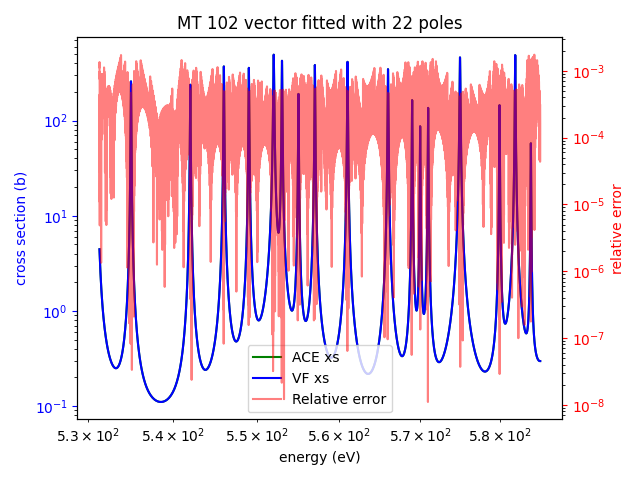 MT 102 vector fitted with 22 poles
cross section (b)
10²
10¹
10⁰
10⁻¹
10⁻³
10⁻⁴
10⁻⁵
10⁻⁶
10⁻⁷
10⁻⁸
relative error
ACE xs
VF xs
Relative error
5.3 × 10² 5.4 × 10² 5.5 × 10² 5.6 × 10² 5.7 × 10² 5.8 × 10²
energy (eV)